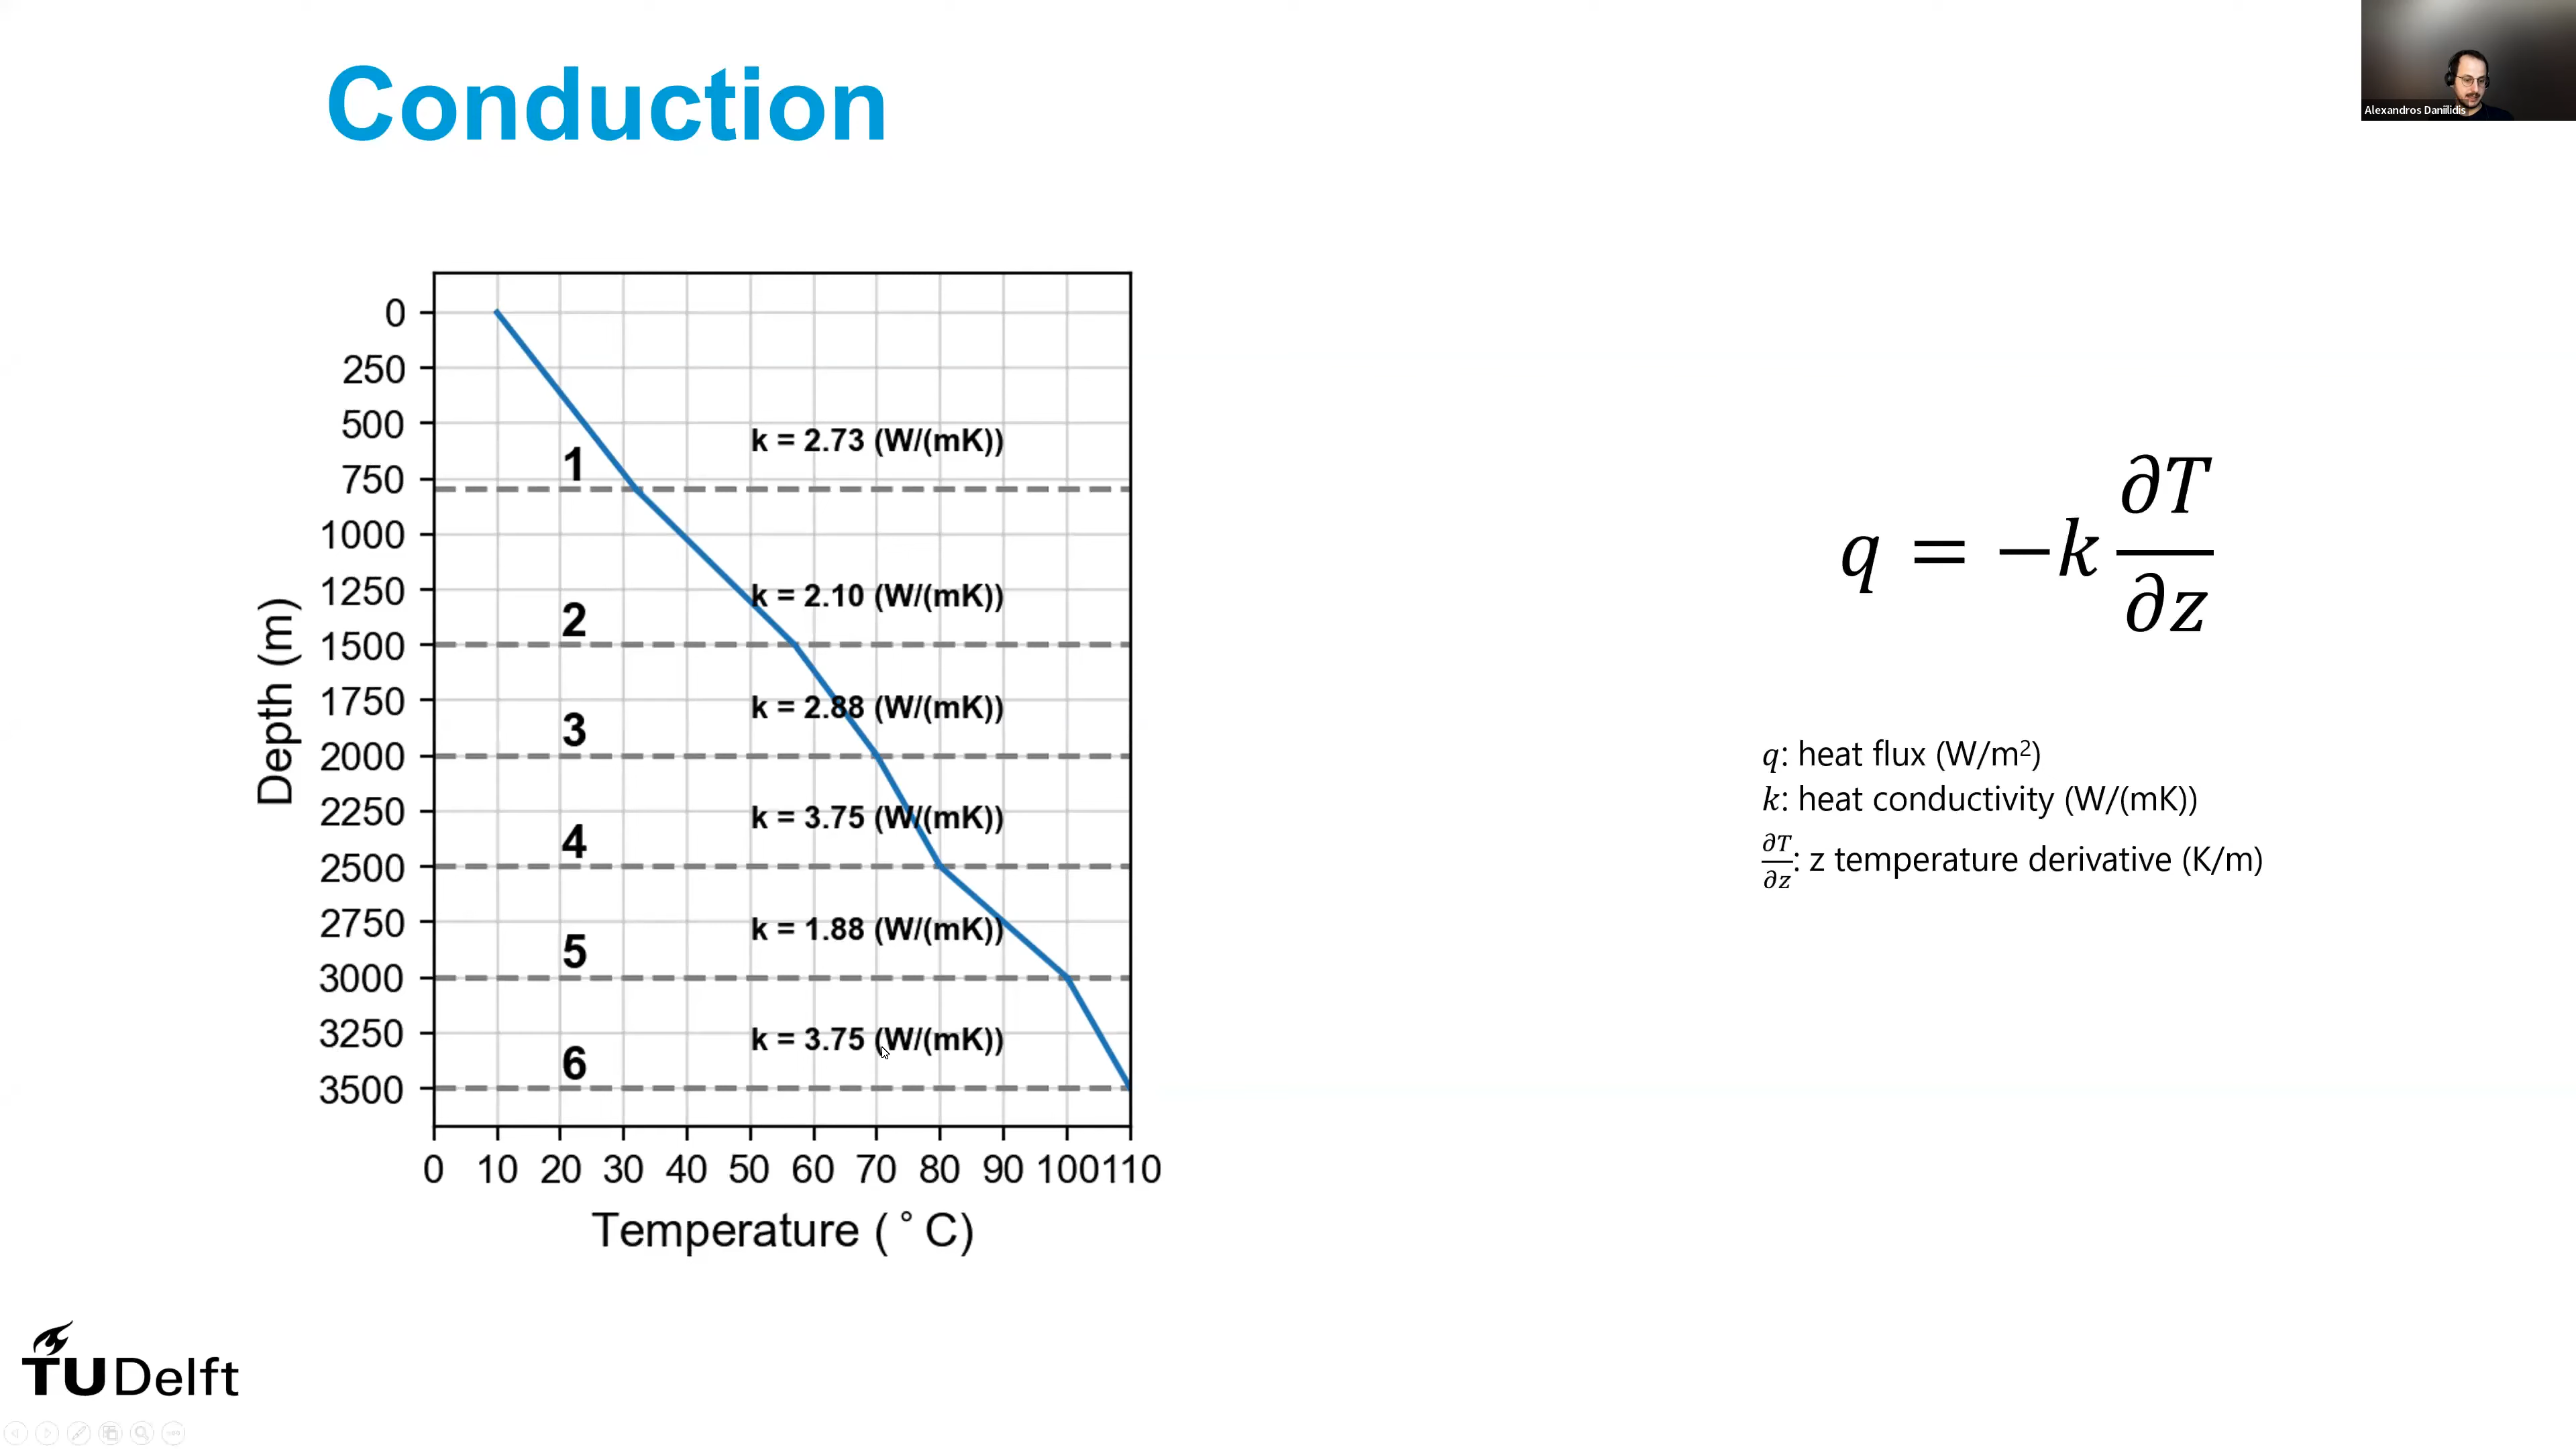 Conduction
Alexandros Daniilidis
0
250
500
750
1000
1250
1500
1750
2000
2250
2500
2750
3000
3250
3500
Depth (m)
1
k = 2.73 (W/(mK))
2
k = 2.10 (W/(mK))
3
k = 2.88 (W/(mK))
4
k = 3.75 (W/(mK))
5
k = 1.88 (W/(mK))
6
k = 3.75 (W/(mK))
0 10 20 30 40 50 60 70 80 90 100 110
Temperature (°C)
q = −k ∂T/∂z
q: heat flux (W/m²)
k: heat conductivity (W/(mK))
∂T/∂z: z temperature derivative (K/m)
TU Delft